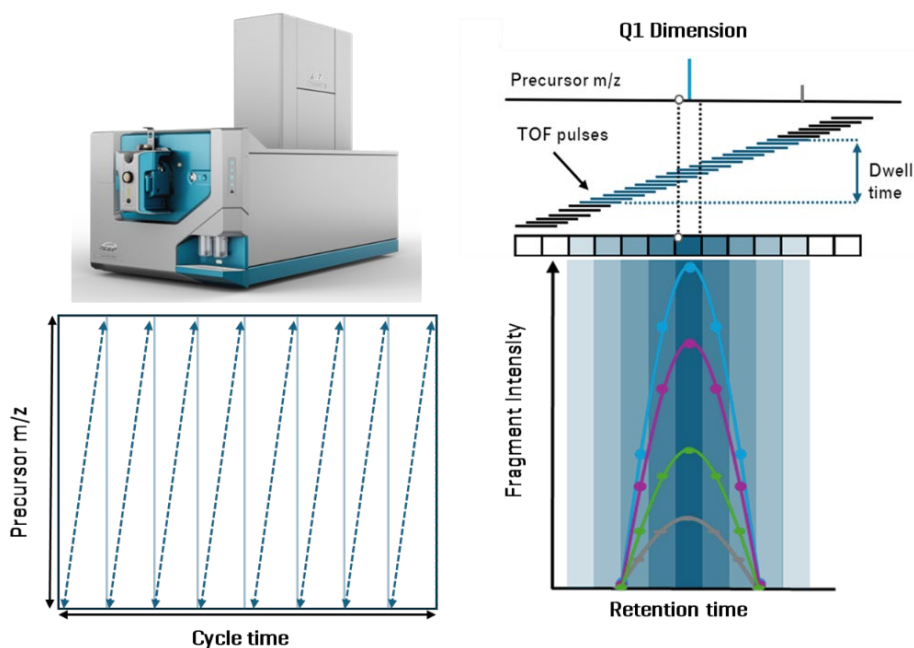 Q1 Dimension
Precursor m/z
TOF pulses
Dwell
time
Fragment Intensity
Retention time
Precursor m/z
Cycle time